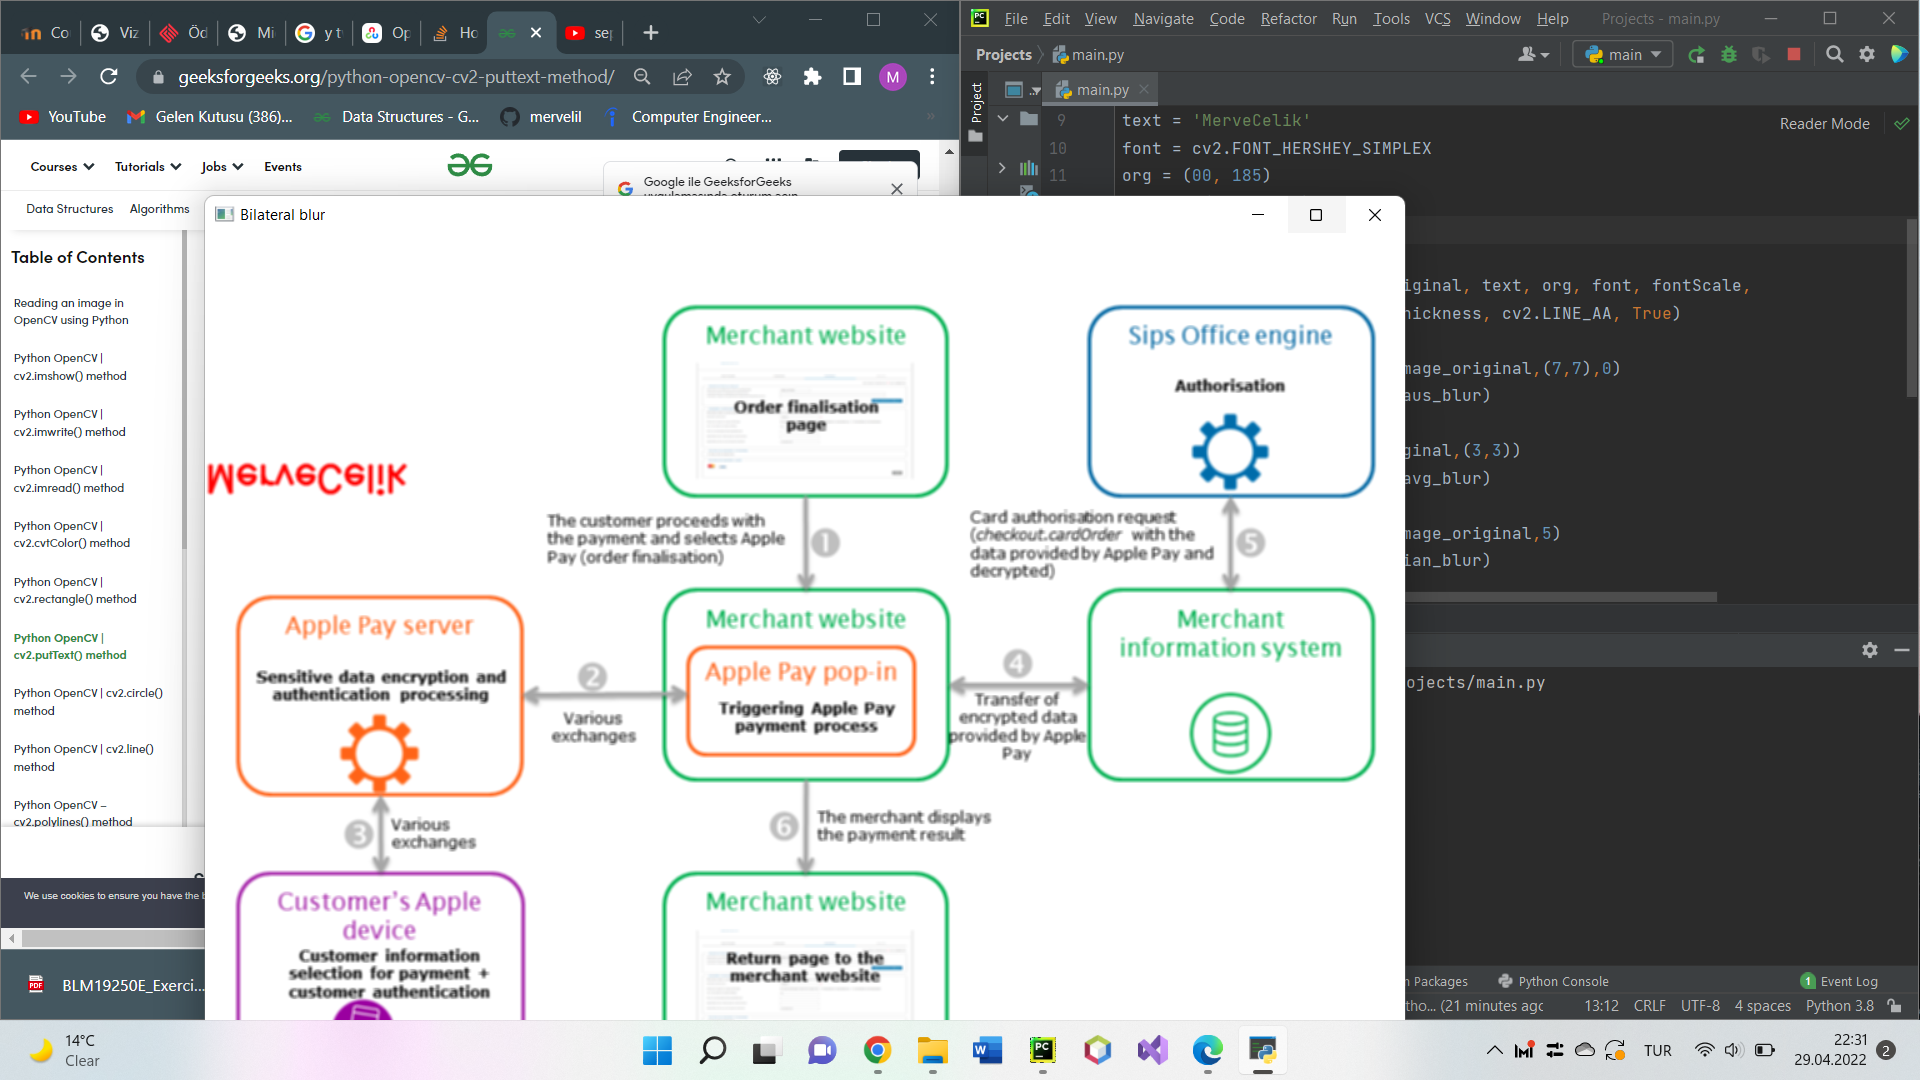 Co
Viz
Öd
Mi
y t
Op
Ho
se
geeksforgeeks.org/python-opencv-cv2-puttext-method/
M
YouTube
Gelen Kutusu (386)...
Data Structures - G...
mervelil
Computer Engineer...
Courses
Tutorials
Jobs
Events
Google ile GeeksforGeeks
Data Structures
Algorithms
Table of Contents
Reading an image in
OpenCV using Python
Python OpenCV |
cv2.imshow() method
Python OpenCV |
cv2.imwrite() method
Python OpenCV |
cv2.imread() method
Python OpenCV |
cv2.cvtColor() method
Python OpenCV |
cv2.rectangle() method
Python OpenCV |
cv2.putText() method
Python OpenCV | cv2.circle()
method
Python OpenCV | cv2.line()
method
Python OpenCV –
cv2.polylines() method
We use cookies to ensure you have the b
BLM19250E_Exerci...
Bilateral blur
MerveCelik
Merchant website
Order finalisation
page
Sips Office engine
Authorisation
The customer proceeds with
the payment and selects Apple
Pay (order finalisation)
1
Card authorisation request
(checkout.cardOrder with the
data provided by Apple Pay and
decrypted)
5
Apple Pay server
Sensitive data encryption and
authentication processing
2
Various
exchanges
Merchant website
Apple Pay pop-in
Triggering Apple Pay
payment process
4
Transfer of
encrypted data
provided by Apple
Pay
Merchant
information system
3
Various
exchanges
6
The merchant displays
the payment result
Customer's Apple
device
Customer information
selection for payment +
customer authentication
Merchant website
Return page to the
merchant website
PC
File Edit View Navigate Code Refactor Run Tools VCS Window Help
Projects - main.py
Projects
main.py
main
Project
main.py
Reader Mode
9 text = 'MerveCelik'
10 font = cv2.FONT_HERSHEY_SIMPLEX
11 org = (00, 185)
iginal, text, org, font, fontScale,
hickness, cv2.LINE_AA, True)
mage_original,(7,7),0)
aus_blur)
ginal,(3,3))
avg_blur)
mage_original,5)
ian_blur)
ojects/main.py
n Packages
Python Console
1 Event Log
tho... (21 minutes agc
13:12
CRLF
UTF-8
4 spaces
Python 3.8
14°C
Clear
TUR
22:31
29.04.2022
2